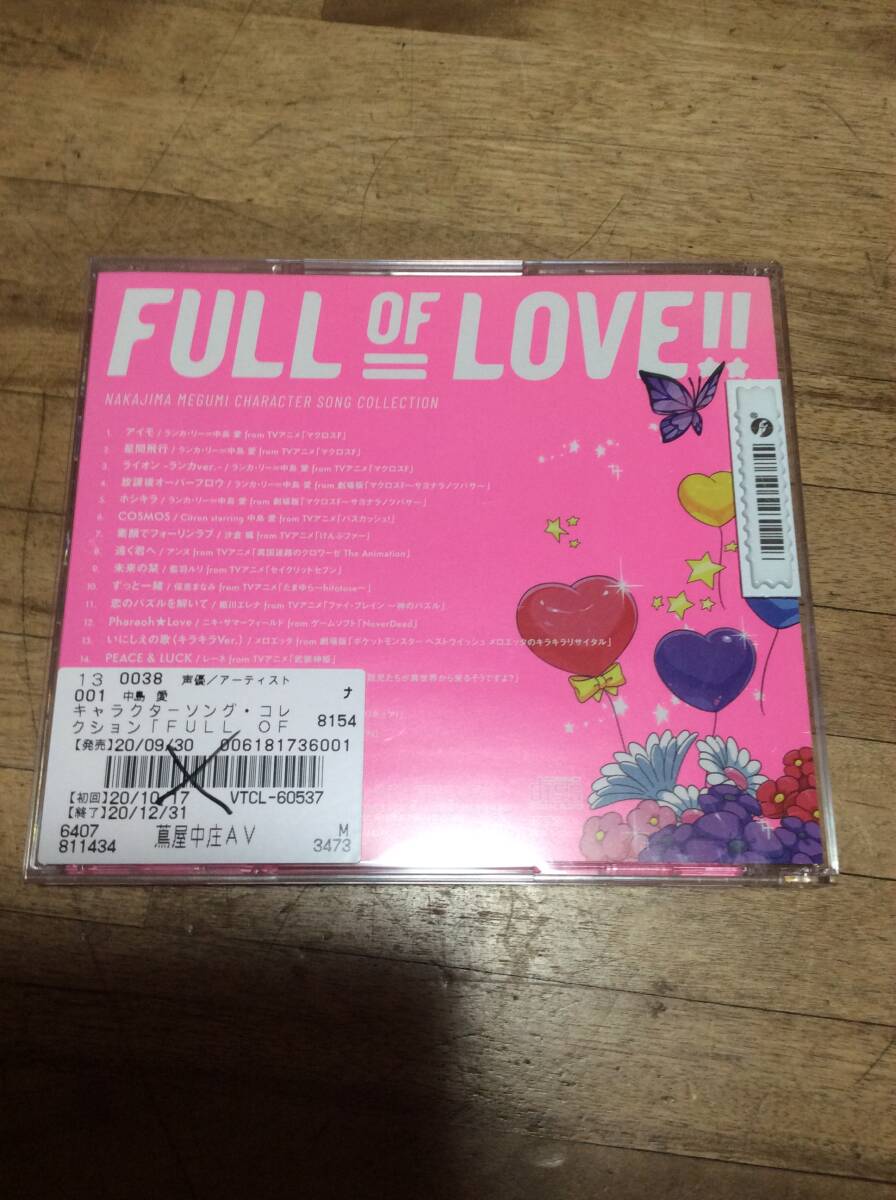 FULL OF LOVE!!
NAKAJIMA MEGUMI CHARACTER SONG COLLECTION
1. アイモ / ランカ・リー=中島 愛 from TVアニメ「マクロスF」
2. 星間飛行 / ランカ・リー=中島 愛 from TVアニメ「マクロスF」
3. ライオン -ランカver.- / ランカ・リー=中島 愛 from TVアニメ「マクロスF」
4. 放課後オーバーフロウ / ランカ・リー=中島 愛 from 劇場版「マクロスF〜サヨナラノツバサ〜」
5. ホシキラ / ランカ・リー=中島 愛 from 劇場版「マクロスF〜サヨナラノツバサ〜」
6. COSMOS / Citron starring 中島 愛 from TVアニメ「バスカッシュ!」
7. 素顔でフォーリンラブ / 沙倉 楓 from TVアニメ「けんぷファー」
8. 遠く君へ / アンヌ from TVアニメ「異国迷路のクロワーゼ The Animation」
9. 未来の栞 / 藍羽ルリ from TVアニメ「セイクリッドセブン」
10. ずっと一緒 / 保志まなみ from TVアニメ「たまゆら〜hitotose〜」
11. 恋のパズルを解いて / 姫川エレナ from TVアニメ「ファイ・ブレイン 〜神のパズル」
12. Pharaoh★Love / ニキ・サマーフィールド from ゲームソフト「NeverDead」
13. いにしえの歌(キラキラVer.) / メロエッタ from 劇場版「ポケットモンスター ベストウイッシュ メロエッタのキラキラリサイタル」
14. PEACE & LUCK / レーネ from TVアニメ「武装神姫」
児たちが異世界から来るそうですよ?」
13 0038 声優/アーティスト
001 中島 愛 ナ
キャラクターソング・コレ
クション「FULL OF 8154
【発売】20/09/30 006181736001
【初回】20/10/17 VTCL-60537
【終了】20/12/31
6407 蔦屋中庄AV M
811434 3473